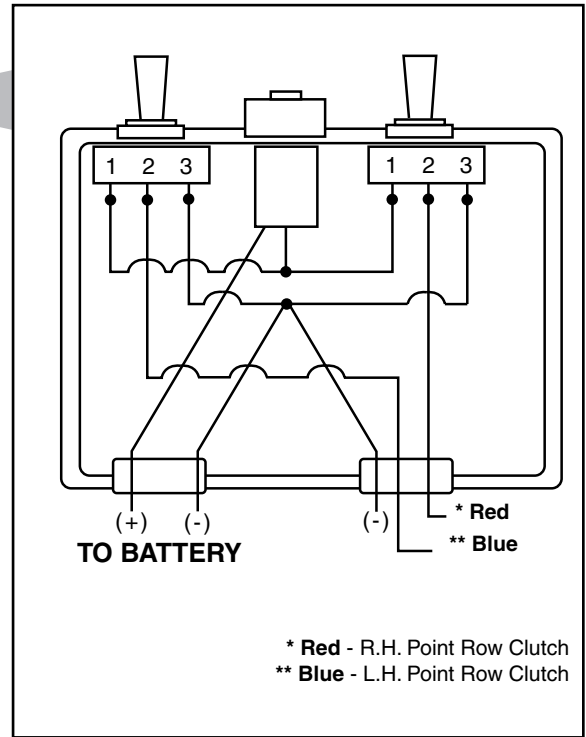 1 2 3 1 2 3
(+) (-) (-) * Red
** Blue
TO BATTERY
* Red - R.H. Point Row Clutch
** Blue - L.H. Point Row Clutch